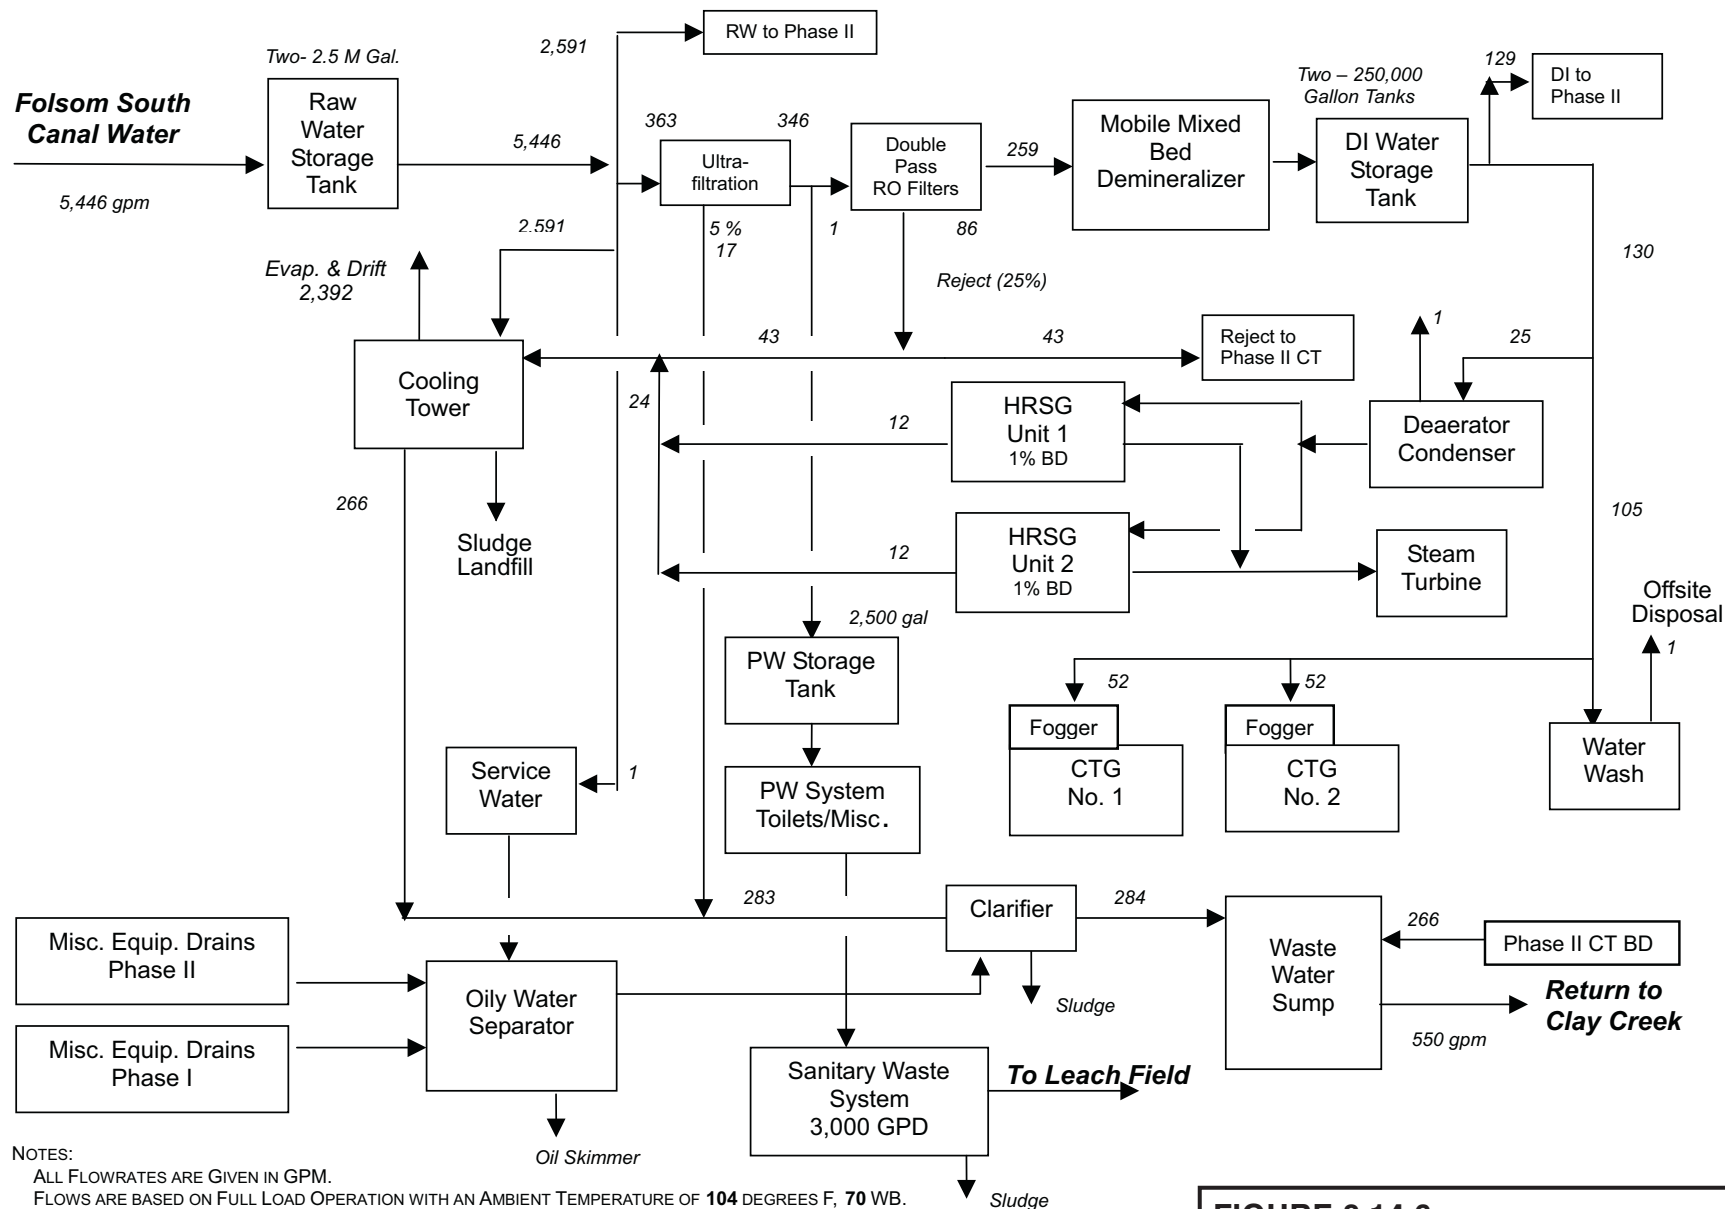 RW to Phase II
2,591
Two- 2.5 M Gal.
129
DI to
Phase II
Two – 250,000
Gallon Tanks
Folsom South
Canal Water
Raw
Water
Storage
Tank
5,446
363
346
Ultra-
filtration
Double
Pass
RO Filters
259
Mobile Mixed
Bed
Demineralizer
DI Water
Storage
Tank
5,446 gpm
2,591
5 %
17
1
86
130
Evap. & Drift
2,392
Reject (25%)
43
43
Reject to
Phase II CT
1
25
Cooling
Tower
24
12
HRSG
Unit 1
1% BD
Deaerator
Condenser
266
105
Sludge
Landfill
12
HRSG
Unit 2
1% BD
Steam
Turbine
Offsite
Disposal
1
2,500 gal
PW Storage
Tank
52
52
Fogger
Fogger
CTG
No. 1
CTG
No. 2
Water
Wash
Service
Water
1
PW System
Toilets/Misc.
283
Clarifier
284
266
Phase II CT BD
Misc. Equip. Drains
Phase II
Oily Water
Separator
Waste
Water
Sump
Return to
Clay Creek
550 gpm
Sludge
Misc. Equip. Drains
Phase I
Sanitary Waste
System
3,000 GPD
To Leach Field
Oil Skimmer
Sludge
NOTES:
ALL FLOWRATES ARE GIVEN IN GPM.
FLOWS ARE BASED ON FULL LOAD OPERATION WITH AN AMBIENT TEMPERATURE OF 104 DEGREES F, 70 WB.